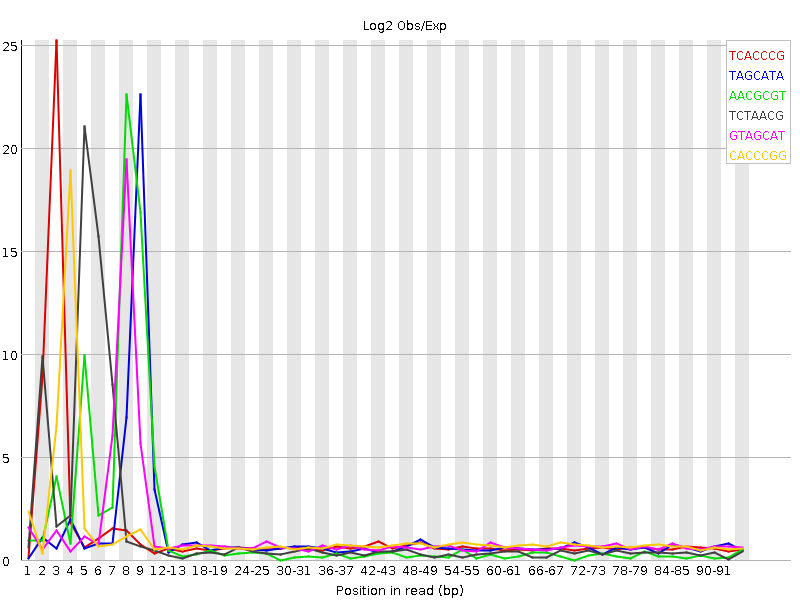 Log2 Obs/Exp
25
20
15
10
5
0
TCACCCG
TAGCATA
AACGCGT
TCTAACG
GTAGCAT
CACCCGG
1 2 3 4 5 6 7 8 9 12-13 18-19 24-25 30-31 36-37 42-43 48-49 54-55 60-61 66-67 72-73 78-79 84-85 90-91
Position in read (bp)